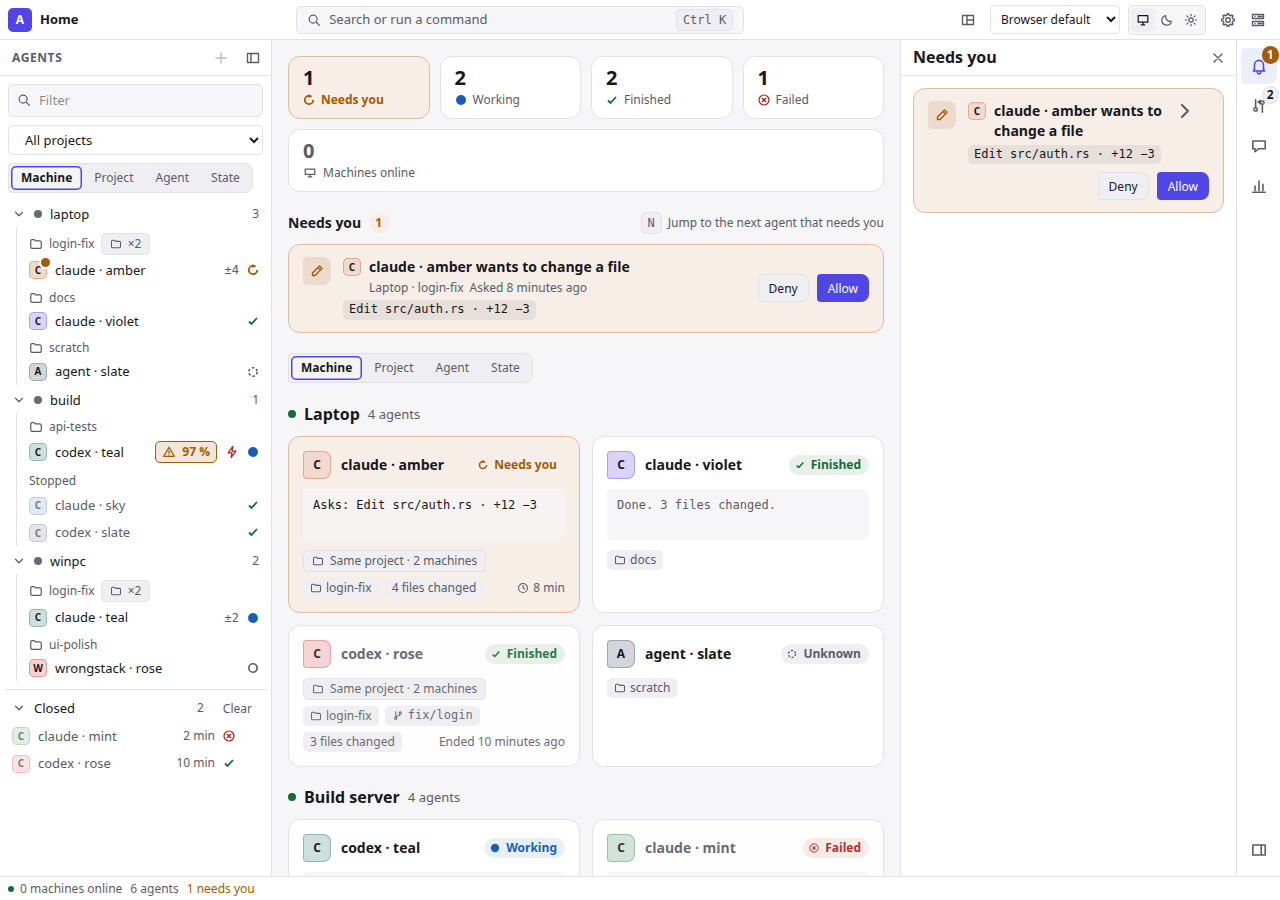 A Home
Search or run a command Ctrl K
Browser default
AGENTS
Filter
All projects
Machine Project Agent State
laptop 3
login-fix ×2
C claude · amber ±4
docs
C claude · violet
scratch
A agent · slate
build 1
api-tests
C codex · teal 97 %
Stopped
C claude · sky
C codex · slate
winpc 2
login-fix ×2
C claude · teal ±2
ui-polish
W wrongstack · rose
Closed 2 Clear
C claude · mint 2 min
C codex · rose 10 min
1
Needs you
2
Working
2
Finished
1
Failed
0
Machines online
Needs you 1
N Jump to the next agent that needs you
C claude · amber wants to change a file
Laptop · login-fix Asked 8 minutes ago
Edit src/auth.rs · +12 −3
Deny Allow
Machine Project Agent State
Laptop 4 agents
C claude · amber Needs you
Asks: Edit src/auth.rs · +12 −3
Same project · 2 machines
login-fix 4 files changed 8 min
C claude · violet Finished
Done. 3 files changed.
docs
C codex · rose Finished
Same project · 2 machines
login-fix fix/login
3 files changed Ended 10 minutes ago
A agent · slate Unknown
scratch
Build server 4 agents
C codex · teal Working
C claude · mint Failed
Needs you
C claude · amber wants to
change a file
Edit src/auth.rs · +12 −3
Deny Allow
1
2
0 machines online 6 agents 1 needs you